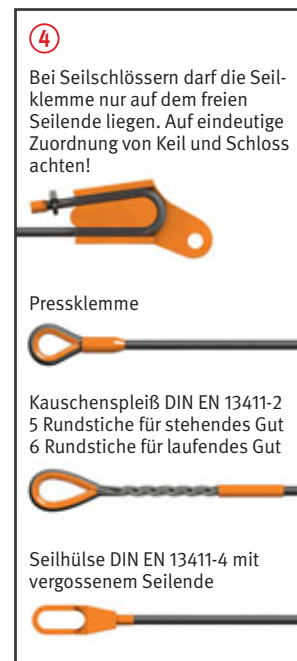 4
Bei Seilschlössern darf die Seil-
klemme nur auf dem freien
Seilende liegen. Auf eindeutige
Zuordnung von Keil und Schloss
achten!
Pressklemme
Kauschenspleiß DIN EN 13411-2
5 Rundstiche für stehendes Gut
6 Rundstiche für laufendes Gut
Seilhülse DIN EN 13411-4 mit
vergossenem Seilende